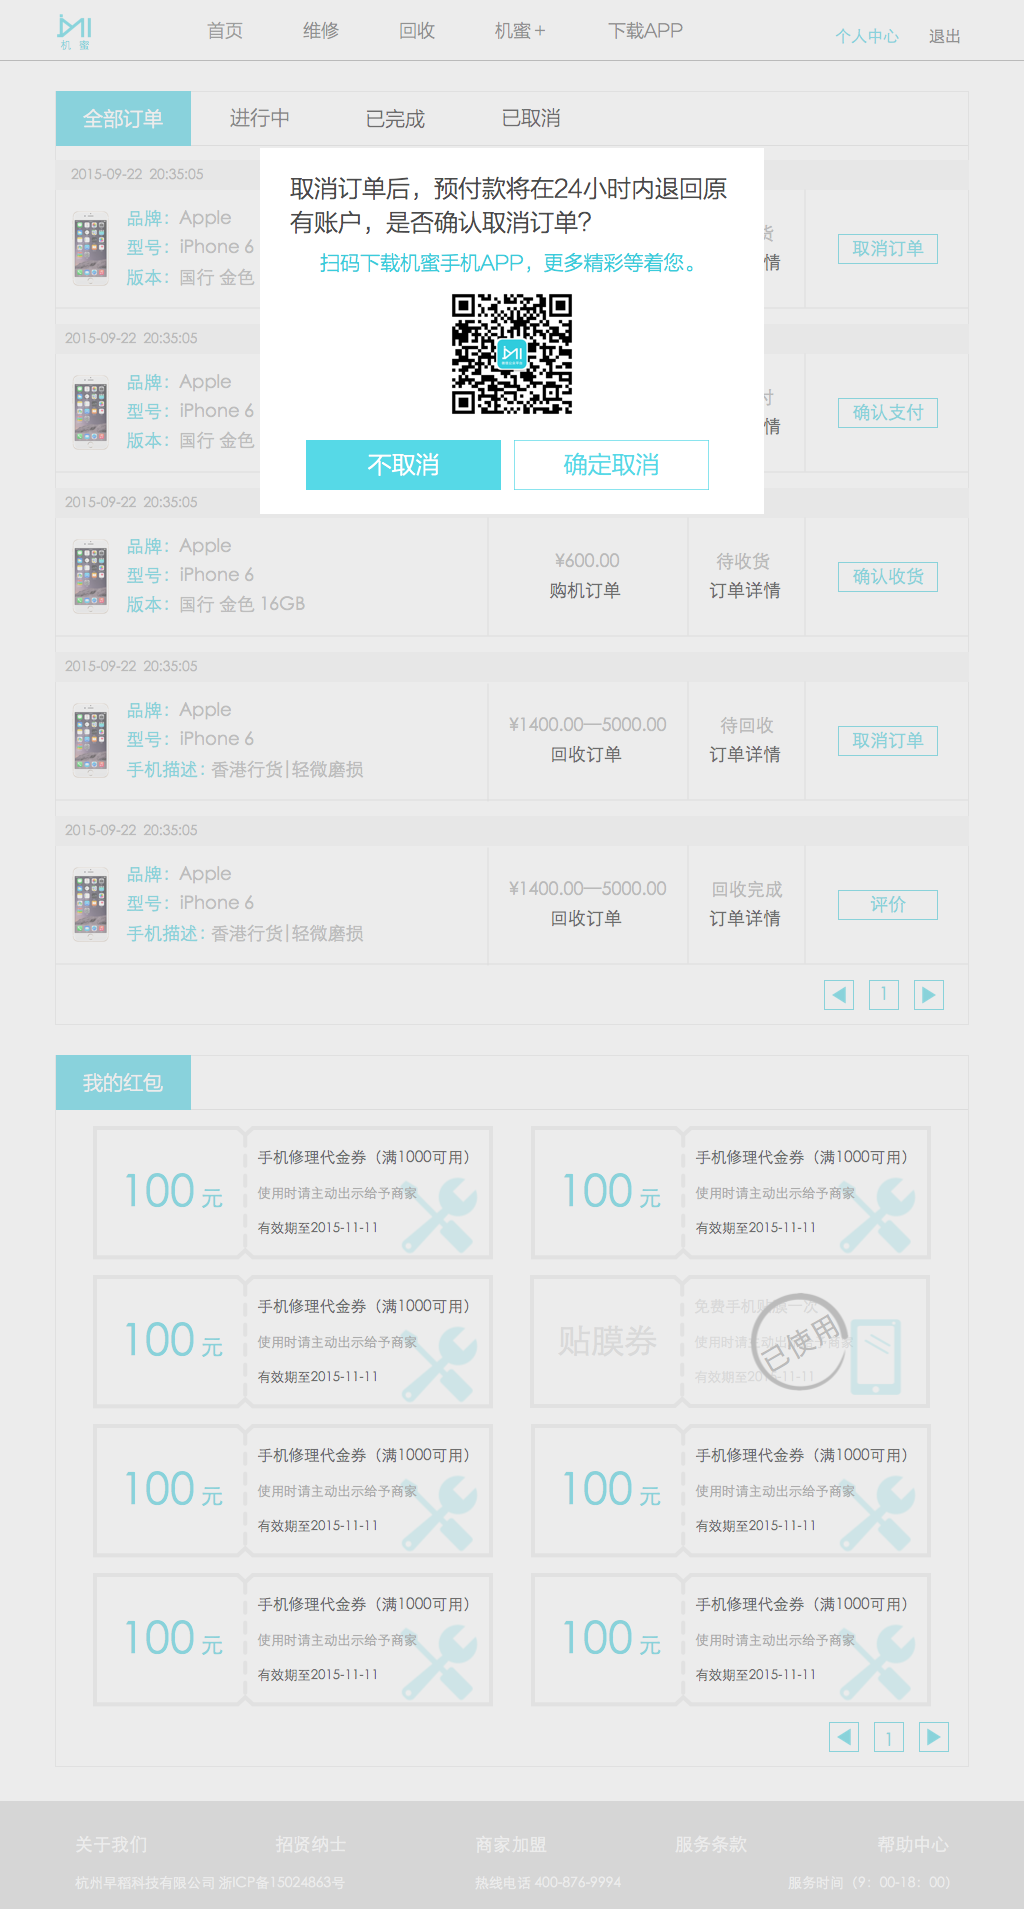 机 蜜
首页 维修 回收 机蜜+ 下载APP 个人中心 退出
全部订单 进行中 已完成 已取消
2015-09-22 20:35:05
品牌：Apple
型号：iPhone 6
版本：国行 金色
货
情
取消订单
取消订单后，预付款将在24小时内退回原
有账户，是否确认取消订单？
扫码下载机蜜手机APP，更多精彩等着您。
不取消 确定取消
2015-09-22 20:35:05
品牌：Apple
型号：iPhone 6
版本：国行 金色
付
情
确认支付
2015-09-22 20:35:05
品牌：Apple
型号：iPhone 6
版本：国行 金色 16GB
¥600.00
购机订单
待收货
订单详情
确认收货
2015-09-22 20:35:05
品牌：Apple
型号：iPhone 6
手机描述：香港行货|轻微磨损
¥1400.00—5000.00
回收订单
待回收
订单详情
取消订单
2015-09-22 20:35:05
品牌：Apple
型号：iPhone 6
手机描述：香港行货|轻微磨损
¥1400.00—5000.00
回收订单
回收完成
订单详情
评价
1
我的红包
100 元
手机修理代金券（满1000可用）
使用时请主动出示给予商家
有效期至2015-11-11
100 元
手机修理代金券（满1000可用）
使用时请主动出示给予商家
有效期至2015-11-11
100 元
手机修理代金券（满1000可用）
使用时请主动出示给予商家
有效期至2015-11-11
贴膜券
免费手机贴膜一次
使用时请主动出示给予商家
有效期至2015-11-11
已使用
100 元
手机修理代金券（满1000可用）
使用时请主动出示给予商家
有效期至2015-11-11
100 元
手机修理代金券（满1000可用）
使用时请主动出示给予商家
有效期至2015-11-11
100 元
手机修理代金券（满1000可用）
使用时请主动出示给予商家
有效期至2015-11-11
100 元
手机修理代金券（满1000可用）
使用时请主动出示给予商家
有效期至2015-11-11
1
关于我们 招贤纳士 商家加盟 服务条款 帮助中心
杭州早稻科技有限公司 浙ICP备15024863号 热线电话 400-876-9994 服务时间（9：00-18：00）